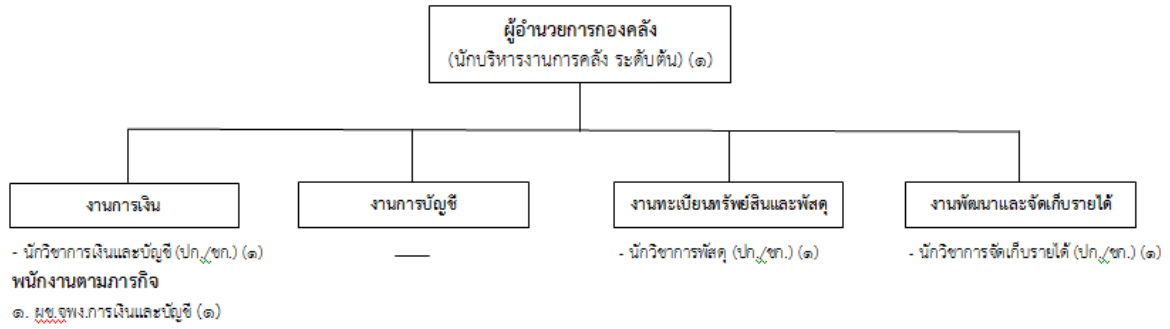 ผู้อำนวยการกองคลัง
(นักบริหารงานการคลัง ระดับต้น) (๑)
งานการเงิน
งานการบัญชี
งานทะเบียนทรัพย์สินและพัสดุ
งานพัฒนาและจัดเก็บรายได้
- นักวิชาการเงินและบัญชี (ปก./ชก.) (๑)
- นักวิชาการพัสดุ (ปก./ชก.) (๑)
- นักวิชาการจัดเก็บรายได้ (ปก./ชก.) (๑)
พนักงานตามภารกิจ
๑. ผช.จพง.การเงินและบัญชี (๑)